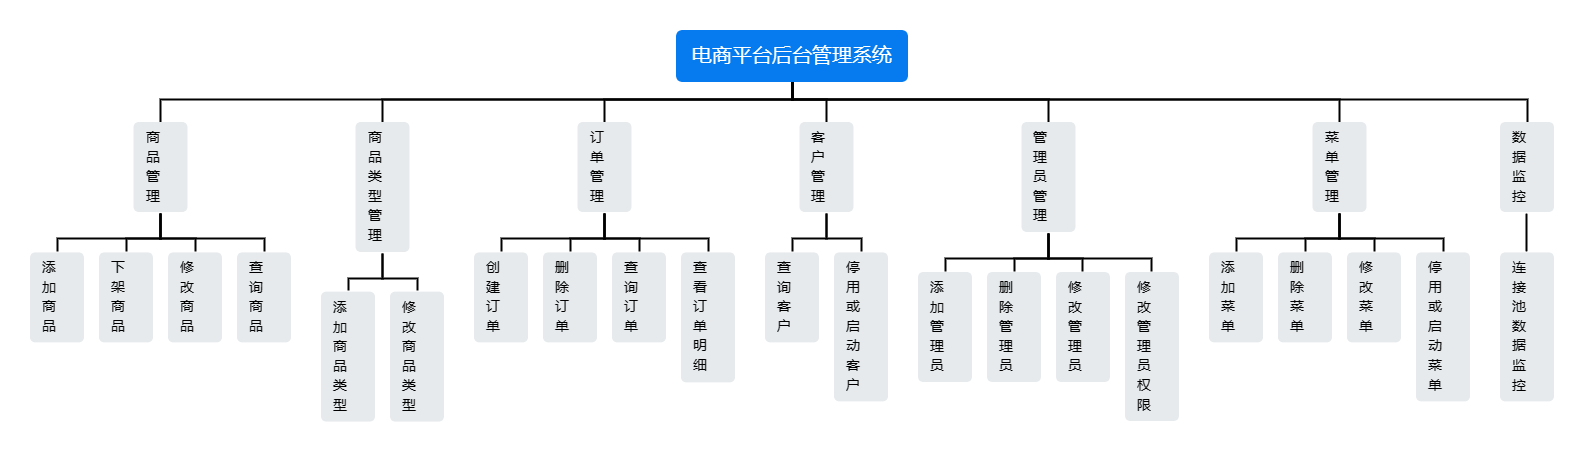 电商平台后台管理系统
商品管理
商品类型管理
订单管理
客户管理
管理员管理
菜单管理
数据监控
添加商品
下架商品
修改商品
查询商品
添加商品类型
修改商品类型
创建订单
删除订单
查询订单
查看订单明细
查询客户
停用或启动客户
添加管理员
删除管理员
修改管理员
修改管理员权限
添加菜单
删除菜单
修改菜单
停用或启动菜单
连接池数据监控